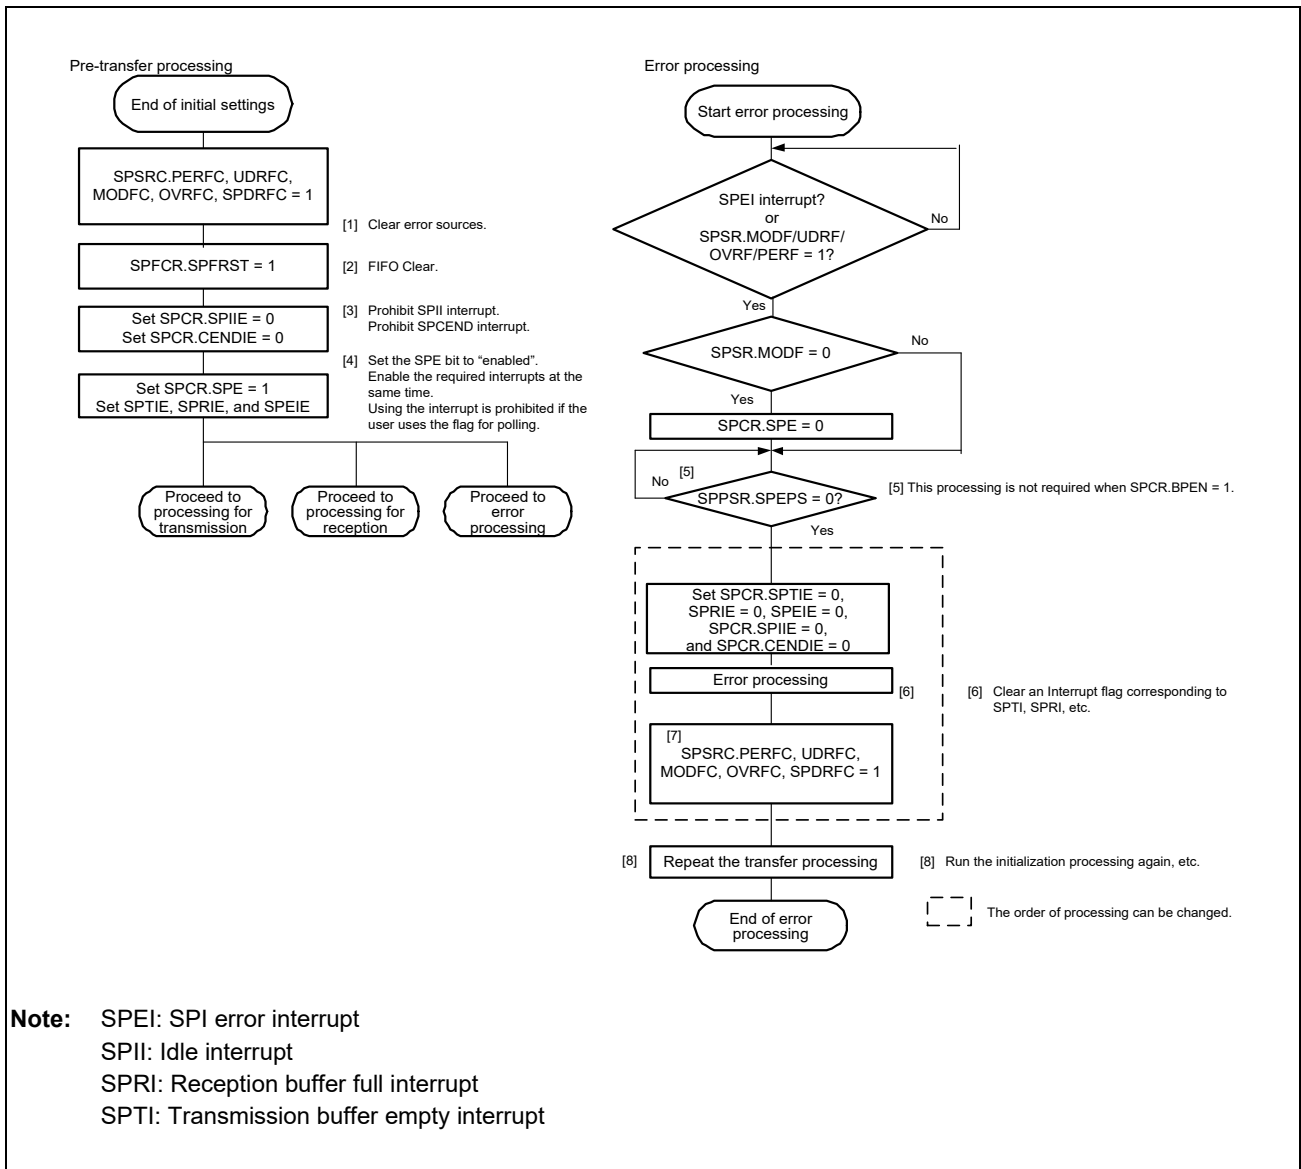 Pre-transfer processing
End of initial settings
SPSRC.PERFC, UDRFC,
MODFC, OVRFC, SPDRFC = 1
[1] Clear error sources.
SPFCR.SPFRST = 1
[2] FIFO Clear.
Set SPCR.SPIIE = 0
Set SPCR.CENDIE = 0
[3] Prohibit SPII interrupt.
Prohibit SPCEND interrupt.
[4] Set the SPE bit to “enabled”.
Enable the required interrupts at the
same time.
Using the interrupt is prohibited if the
user uses the flag for polling.
Set SPCR.SPE = 1
Set SPTIE, SPRIE, and SPEIE
Proceed to
processing for
transmission
Proceed to
processing for
reception
Proceed to
error
processing
Error processing
Start error processing
SPEI interrupt?
or
SPSR.MODF/UDRF/
OVRF/PERF = 1?
No
Yes
SPSR.MODF = 0
No
Yes
SPCR.SPE = 0
[5]
No
SPPSR.SPEPS = 0?
[5] This processing is not required when SPCR.BPEN = 1.
Yes
Set SPCR.SPTIE = 0,
SPRIE = 0, SPEIE = 0,
SPCR.SPIIE = 0,
and SPCR.CENDIE = 0
Error processing
[6]
[6] Clear an Interrupt flag corresponding to
SPTI, SPRI, etc.
[7]
SPSRC.PERFC, UDRFC,
MODFC, OVRFC, SPDRFC = 1
[8]
Repeat the transfer processing
[8] Run the initialization processing again, etc.
End of error
processing
The order of processing can be changed.
Note: SPEI: SPI error interrupt
SPII: Idle interrupt
SPRI: Reception buffer full interrupt
SPTI: Transmission buffer empty interrupt